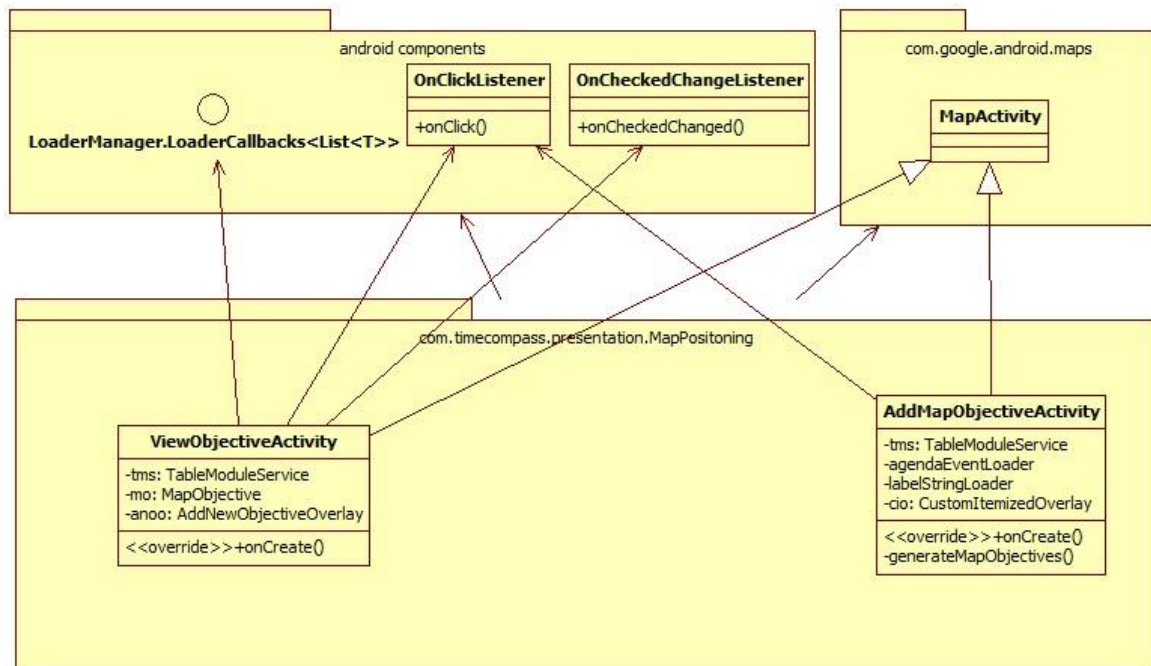 android components
OnClickListener
+onClick()
OnCheckedChangeListener
+onCheckedChanged()
LoaderManager.LoaderCallbacks<List<T>>
com.google.android.maps
MapActivity
com.timecompass.presentation.MapPositoning
ViewObjectiveActivity
-tms: TableModuleService
-mo: MapObjective
-anoo: AddNewObjectiveOverlay
<<override>>+onCreate()
AddMapObjectiveActivity
-tms: TableModuleService
-agendaEventLoader
-labelStringLoader
-cio: CustomItemizedOverlay
<<override>>+onCreate()
-generateMapObjectives()